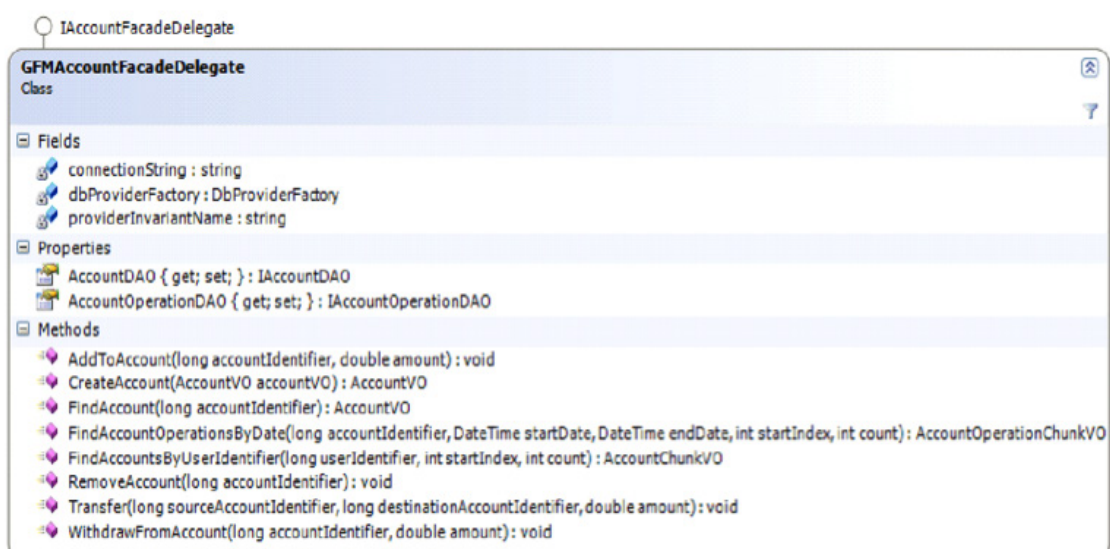 IAccountFacadeDelegate
GFMAccountFacadeDelegate
Class
Fields
connectionString : string
dbProviderFactory : DbProviderFactory
providerInvariantName : string
Properties
AccountDAO { get; set; } : IAccountDAO
AccountOperationDAO { get; set; } : IAccountOperationDAO
Methods
AddToAccount(long accountIdentifier, double amount) : void
CreateAccount(AccountVO accountVO) : AccountVO
FindAccount(long accountIdentifier) : AccountVO
FindAccountOperationsByDate(long accountIdentifier, DateTime startDate, DateTime endDate, int startIndex, int count) : AccountOperationChunkVO
FindAccountsByUserIdentifier(long userIdentifier, int startIndex, int count) : AccountChunkVO
RemoveAccount(long accountIdentifier) : void
Transfer(long sourceAccountIdentifier, long destinationAccountIdentifier, double amount) : void
WithdrawFromAccount(long accountIdentifier, double amount) : void